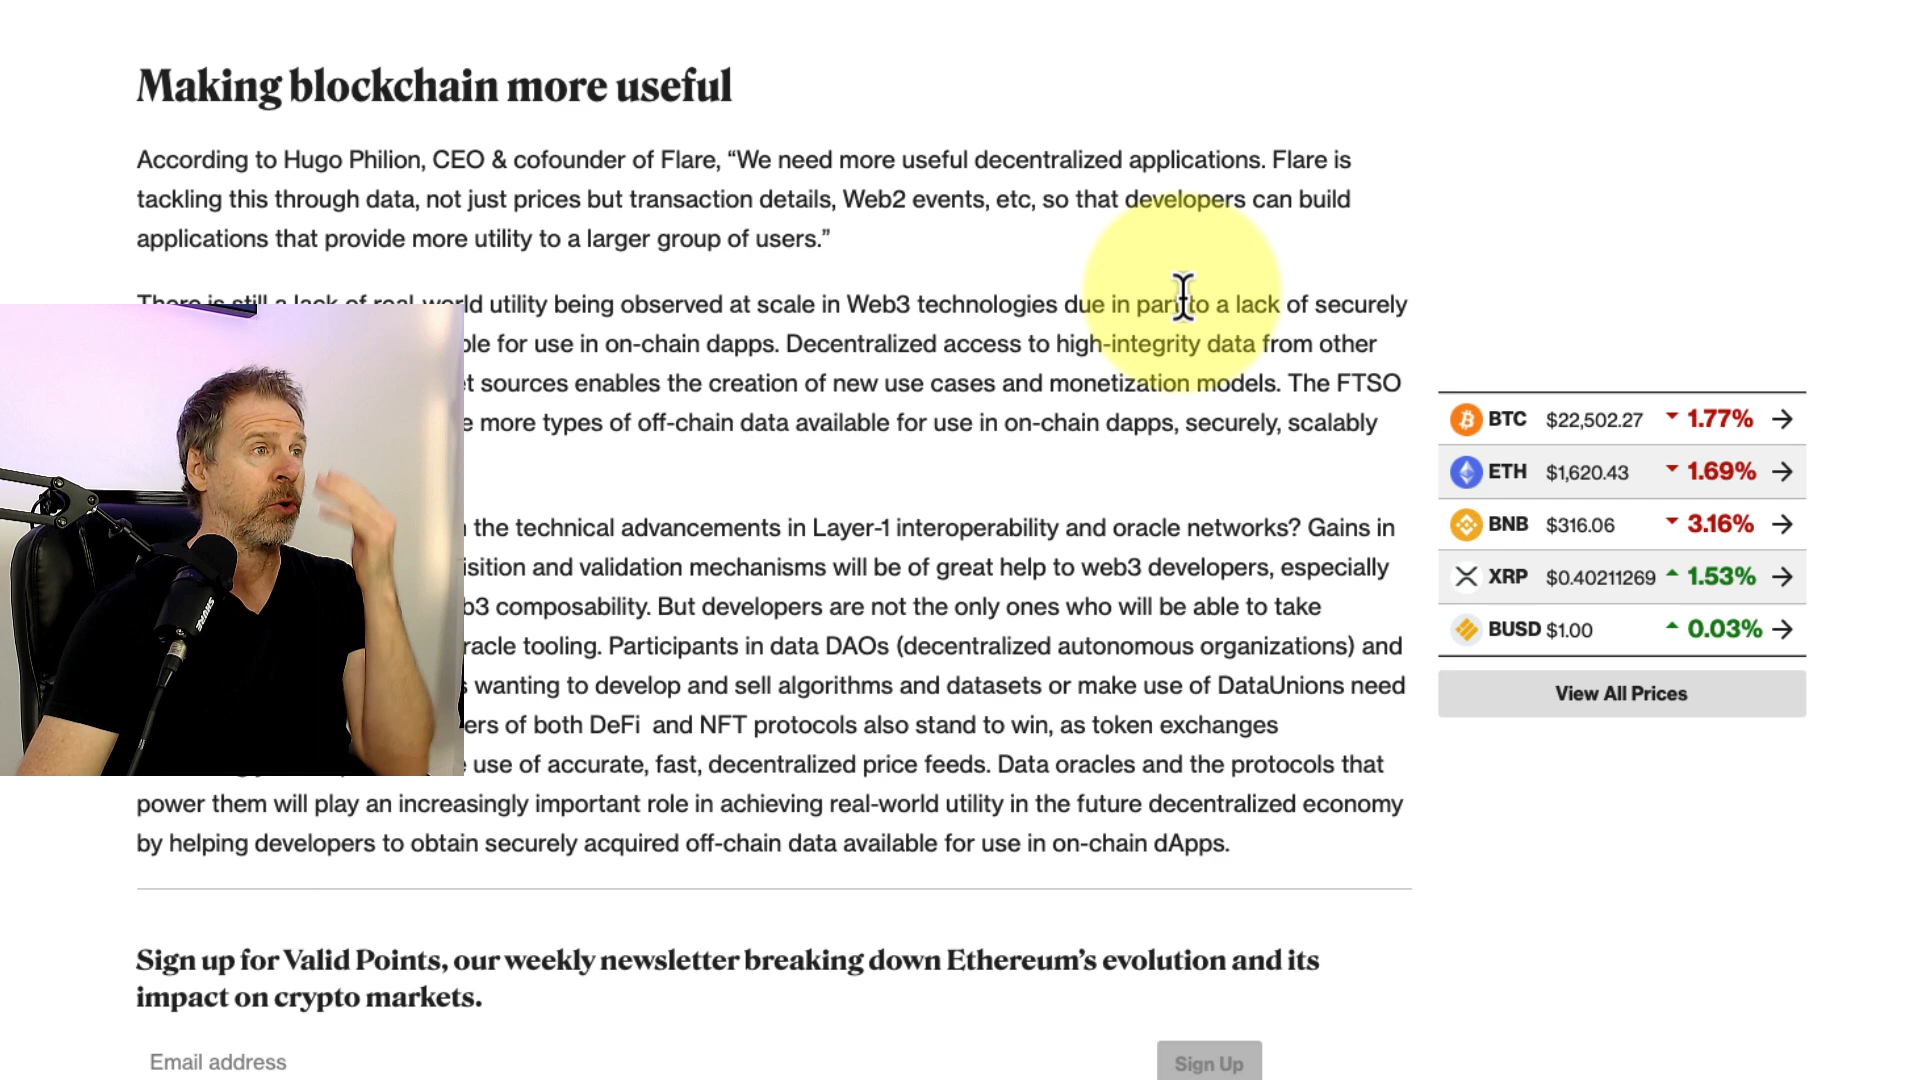 Making blockchain more useful
According to Hugo Philion, CEO & cofounder of Flare, “We need more useful decentralized applications. Flare is
tackling this through data, not just prices but transaction details, Web2 events, etc, so that developers can build
applications that provide more utility to a larger group of users.”
There is still a lack of real-world utility being observed at scale in Web3 technologies due in part to a lack of securely
for use in on-chain dapps. Decentralized access to high-integrity data from other
sources enables the creation of new use cases and monetization models. The FTSO
more types of off-chain data available for use in on-chain dapps, securely, scalably
the technical advancements in Layer-1 interoperability and oracle networks? Gains in
and validation mechanisms will be of great help to web3 developers, especially
composability. But developers are not the only ones who will be able to take
tooling. Participants in data DAOs (decentralized autonomous organizations) and
wanting to develop and sell algorithms and datasets or make use of DataUnions need
of both DeFi and NFT protocols also stand to win, as token exchanges
use of accurate, fast, decentralized price feeds. Data oracles and the protocols that
power them will play an increasingly important role in achieving real-world utility in the future decentralized economy
by helping developers to obtain securely acquired off-chain data available for use in on-chain dApps.
BTC $22,502.27 1.77%
ETH $1,620.43 1.69%
BNB $316.06 3.16%
XRP $0.40211269 1.53%
BUSD $1.00 0.03%
View All Prices
SHURE
Sign up for Valid Points, our weekly newsletter breaking down Ethereum’s evolution and its
impact on crypto markets.
Email address
Sign Up